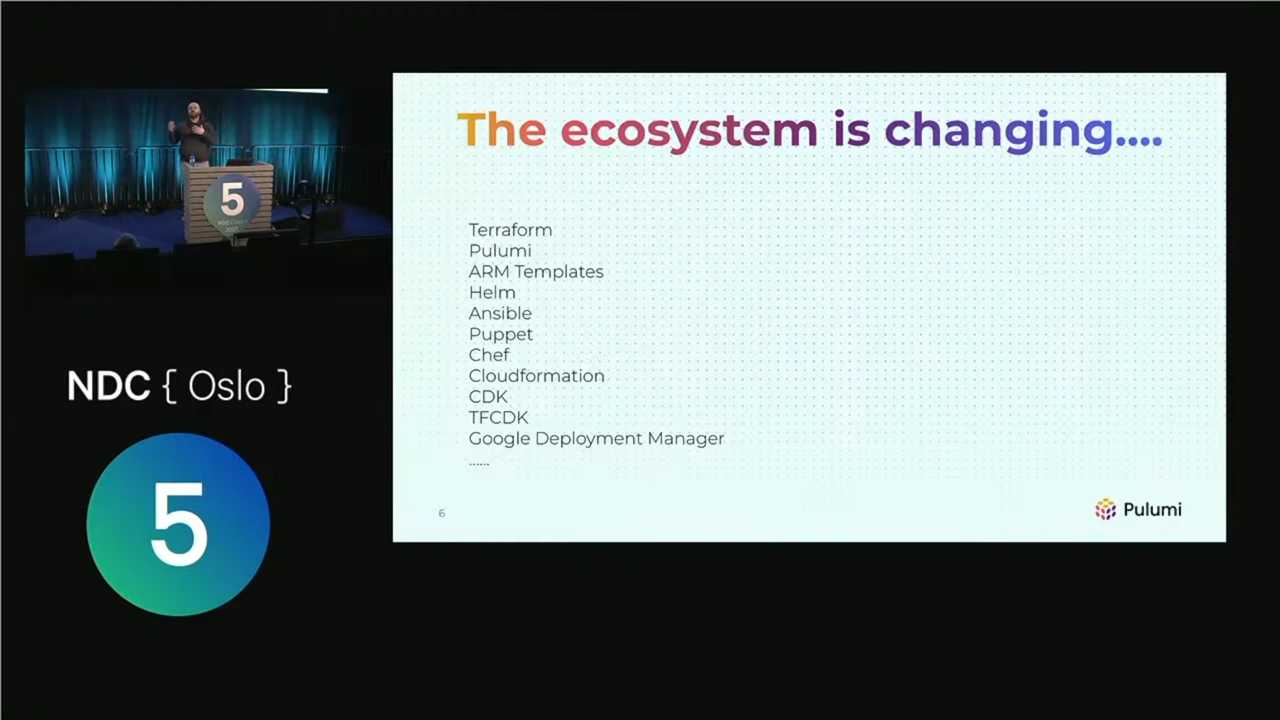 The ecosystem is changing....
Terraform
Pulumi
ARM Templates
Helm
Ansible
Puppet
Chef
Cloudformation
CDK
TFCDK
Google Deployment Manager
......
6
Pulumi
5
NDC { Oslo }
5